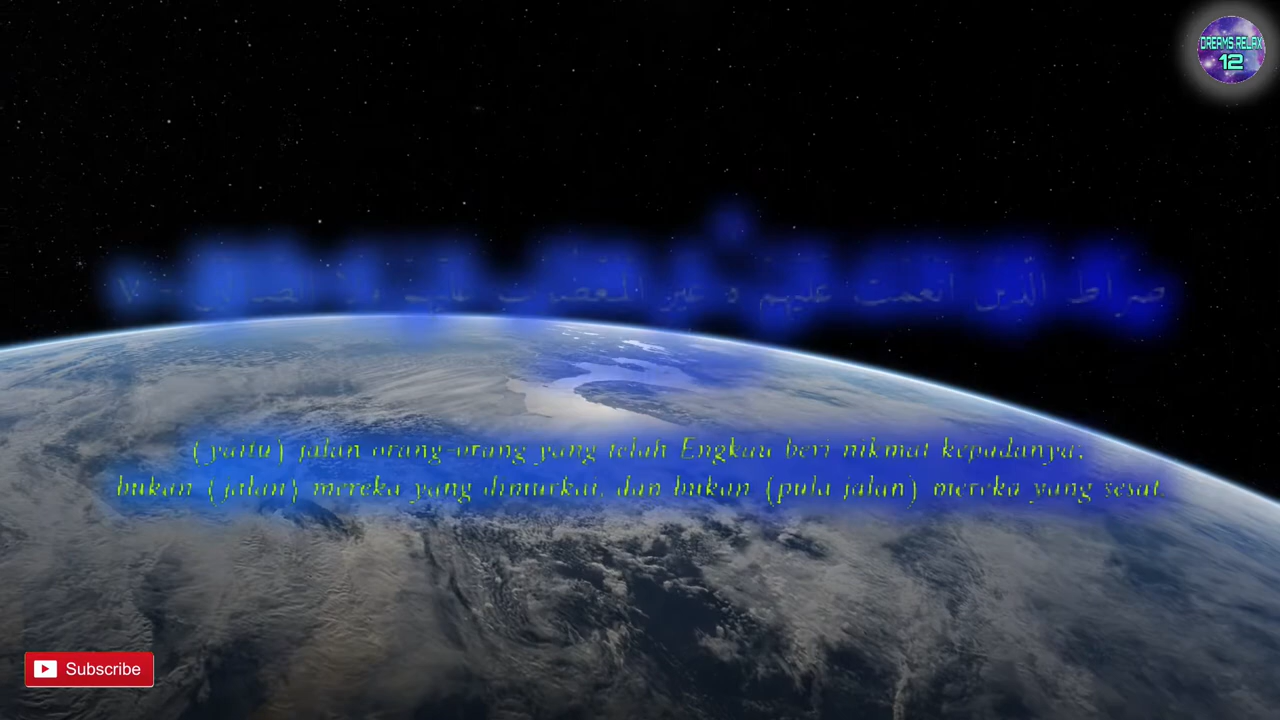 DREAMS RELAX
12
صراط الذين انعمت عليهم ە غير المغضوب عليهم ولا الضالين - ٧
(yaitu) jalan orang-orang yang telah Engkau beri nikmat kepadanya;
bukan (jalan) mereka yang dimurkai, dan bukan (pula jalan) mereka yang sesat.
Subscribe